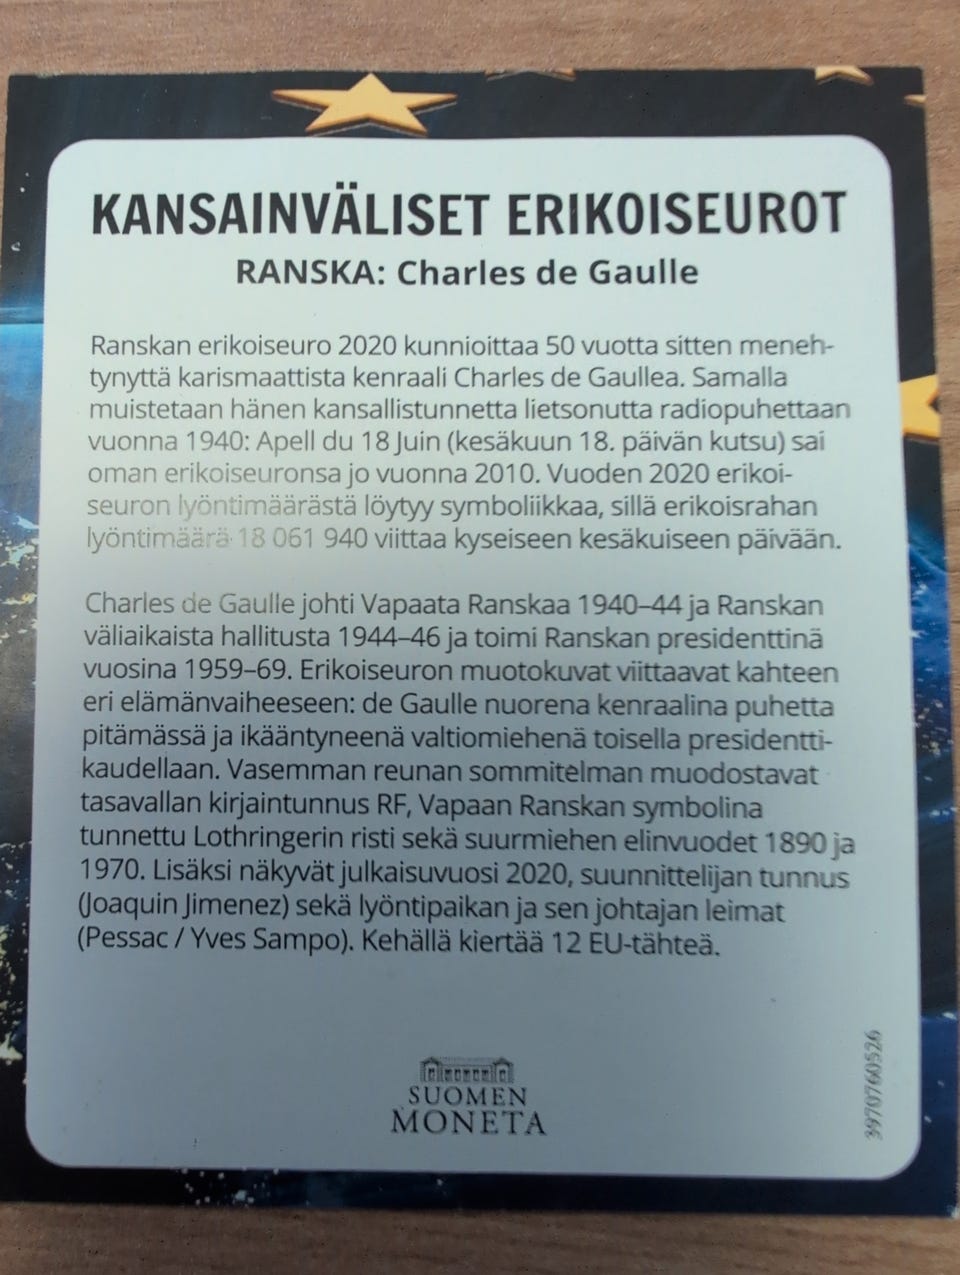 KANSAINVÄLISET ERIKOISEUROT
RANSKA: Charles de Gaulle
Ranskan erikoiseuro 2020 kunnioittaa 50 vuotta sitten meneh-
tynyttä karismaattista kenraali Charles de Gaullea. Samalla
muistetaan hänen kansallistunnetta lietsonutta radiopuhettaan
vuonna 1940: Apell du 18 Juin (kesäkuun 18. päivän kutsu) sai
oman erikoiseuronsa jo vuonna 2010. Vuoden 2020 erikoi-
seuron lyöntimäärästä löytyy symboliikkaa, sillä erikoisrahan
lyöntimäärä 18 061 940 viittaa kyseiseen kesäkuiseen päivään.
Charles de Gaulle johti Vapaata Ranskaa 1940–44 ja Ranskan
väliaikaista hallitusta 1944–46 ja toimi Ranskan presidenttinä
vuosina 1959–69. Erikoiseuron muotokuvat viittaavat kahteen
eri elämänvaiheeseen: de Gaulle nuorena kenraalina puhetta
pitämässä ja ikääntyneenä valtiomiehenä toisella presidentti-
kaudellaan. Vasemman reunan sommitelman muodostavat
tasavallan kirjaintunnus RF, Vapaan Ranskan symbolina
tunnettu Lothringerin risti sekä suurmiehen elinvuodet 1890 ja
1970. Lisäksi näkyvät julkaisuvuosi 2020, suunnittelijan tunnus
(Joaquin Jimenez) sekä lyöntipaikan ja sen johtajan leimat
(Pessac / Yves Sampo). Kehällä kiertää 12 EU-tähteä.
SUOMEN
MONETA
3970760526